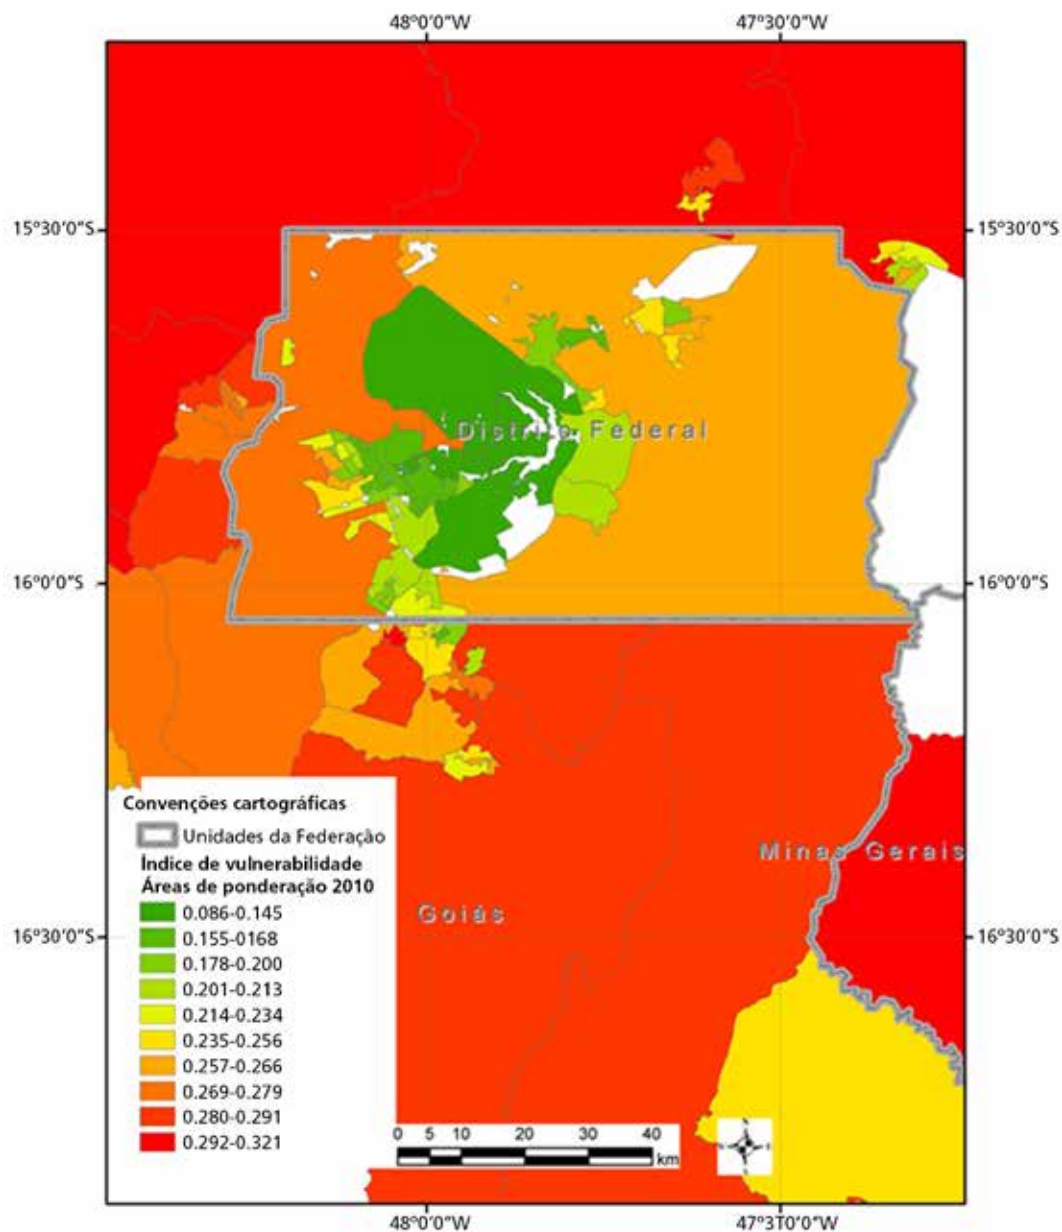 48°0'0"W 47°30'0"W
15°30'0"S 15°30'0"S
Distrito Federal
16°0'0"S 16°0'0"S
Convenções cartográficas
Unidades da Federação
Índice de vulnerabilidade
Áreas de ponderação 2010
0.086-0.145
0.155-0168
0.178-0.200
0.201-0.213
0.214-0.234
0.235-0.256
0.257-0.266
0.269-0.279
0.280-0.291
0.292-0.321
Minas Gerais
Goiás
16°30'0"S 16°30'0"S
0 5 10 20 30 40
km
48°0'0"W 47°30'0"W